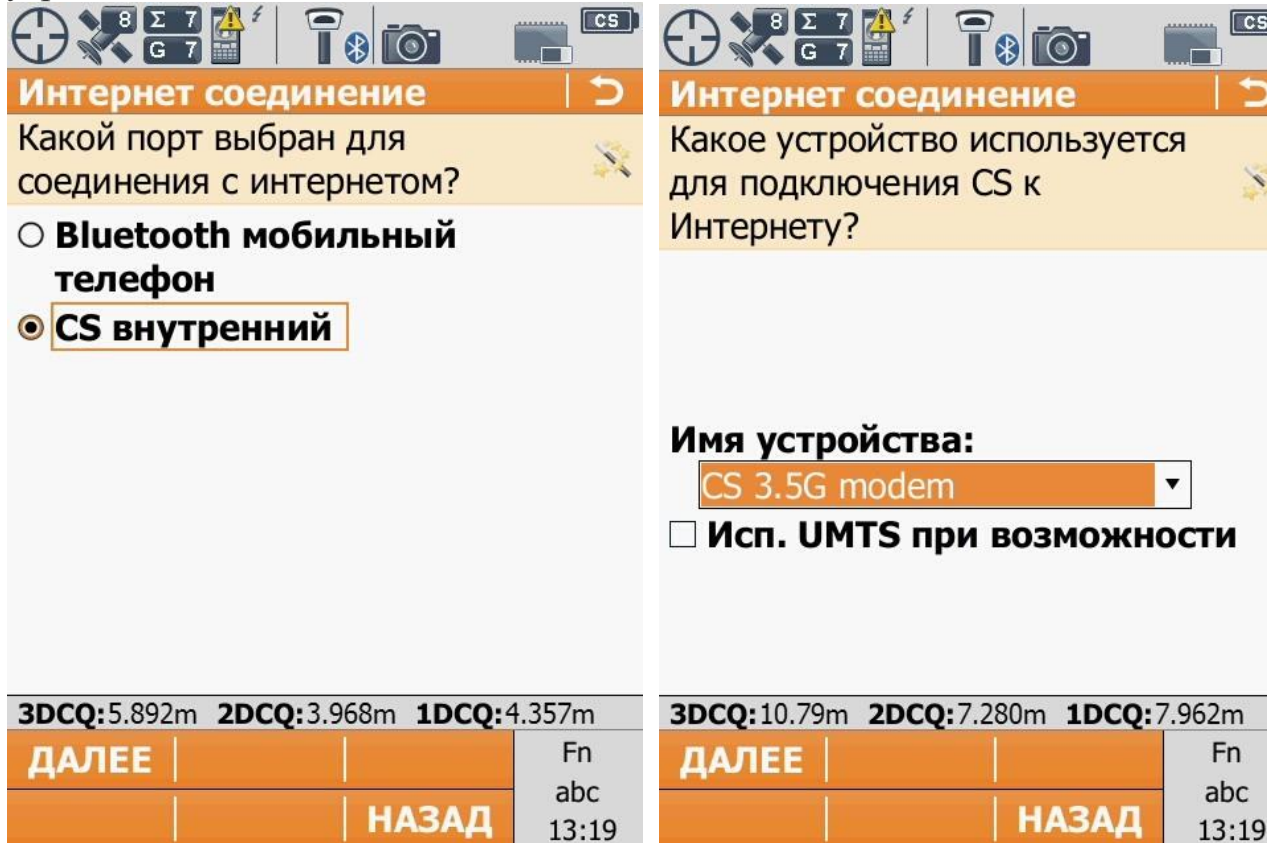 8 Σ 7
G 7
CS
Интернет соединение
Какой порт выбран для
соединения с интернетом?
Bluetooth мобильный
телефон
CS внутренний
3DCQ:5.892m 2DCQ:3.968m 1DCQ:4.357m
ДАЛЕЕ
Fn
abc
НАЗАД
13:19
8 Σ 7
G 7
CS
Интернет соединение
Какое устройство используется
для подключения CS к
Интернету?
Имя устройства:
CS 3.5G modem
Исп. UMTS при возможности
3DCQ:10.79m 2DCQ:7.280m 1DCQ:7.962m
ДАЛЕЕ
Fn
abc
НАЗАД
13:19